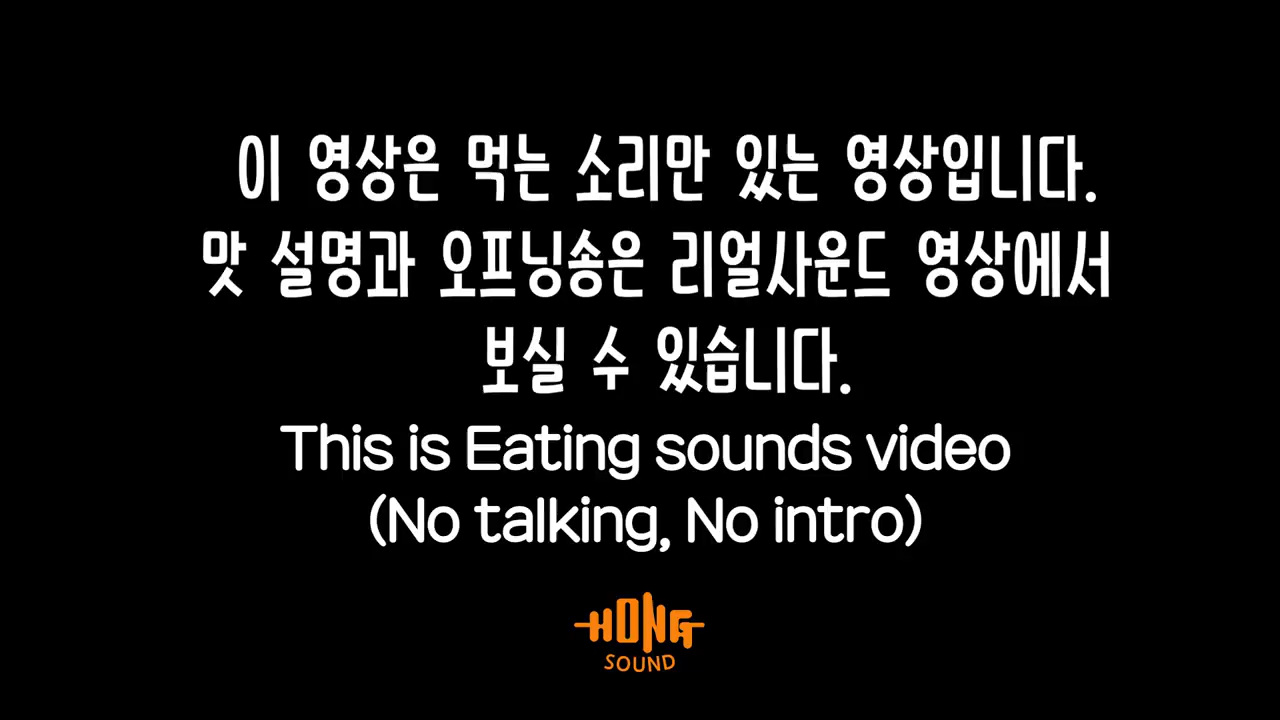 이 영상은 먹는 소리만 있는 영상입니다.
맛 설명과 오프닝송은 리얼사운드 영상에서
보실 수 있습니다.
This is Eating sounds video
(No talking, No intro)
HONG
SOUND